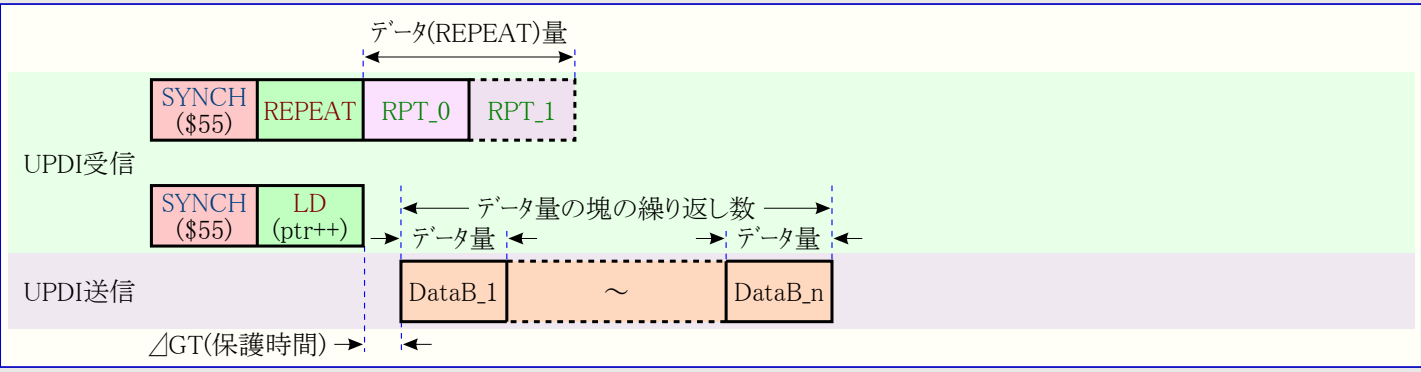 データ(REPEAT)量
SYNCH
($55)
REPEAT
RPT_0
RPT_1
UPDI受信
SYNCH
($55)
LD
(ptr++)
データ量の塊の繰り返し数
データ量
データ量
UPDI送信
DataB_1
～
DataB_n
⊿GT(保護時間)